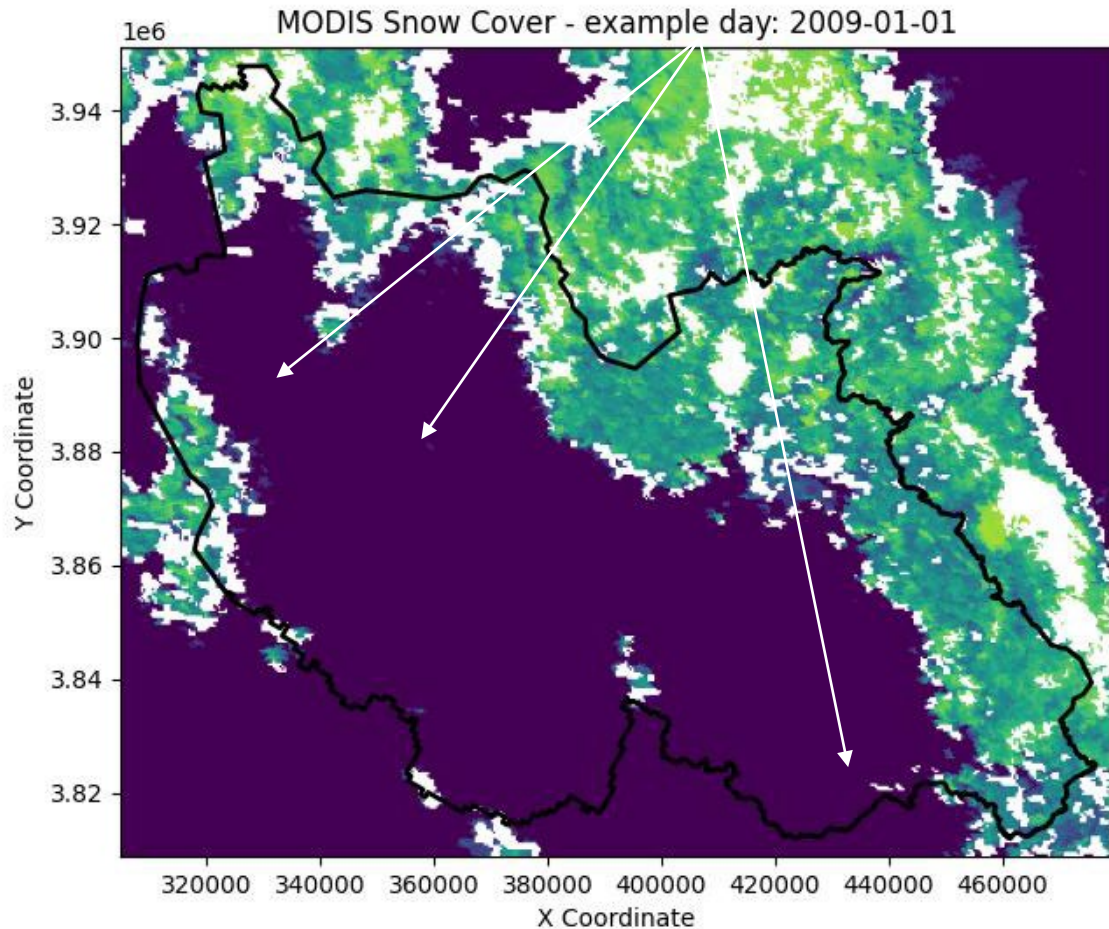 MODIS Snow Cover - example day: 2009-01-01
1e6
3.94
3.92
3.90
3.88
3.86
3.84
3.82
Y Coordinate
320000 340000 360000 380000 400000 420000 440000 460000
X Coordinate